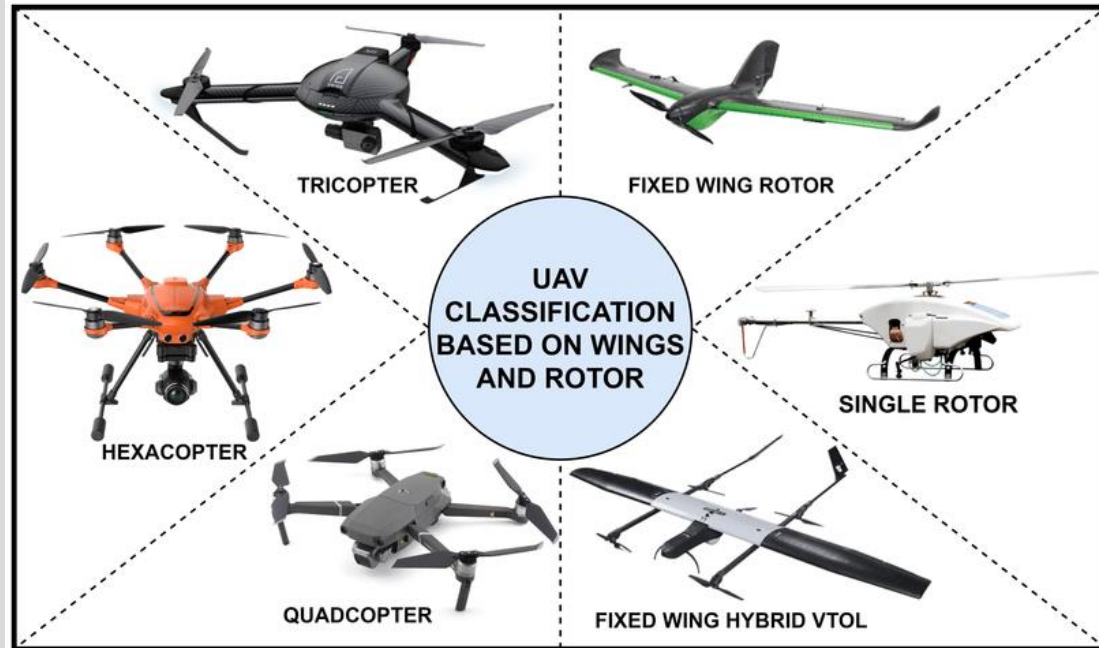 TRICOPTER
FIXED WING ROTOR
UAV
CLASSIFICATION
BASED ON WINGS
AND ROTOR
HEXACOPTER
SINGLE ROTOR
QUADCOPTER
FIXED WING HYBRID VTOL